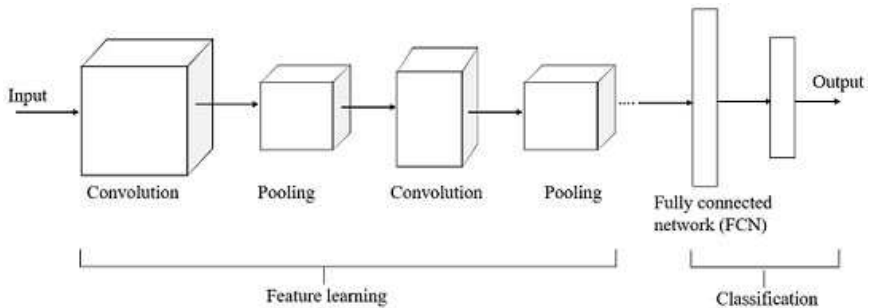 Input
Output
Convolution
Pooling
Convolution
Pooling
Fully connected
network (FCN)
Feature learning
Classification